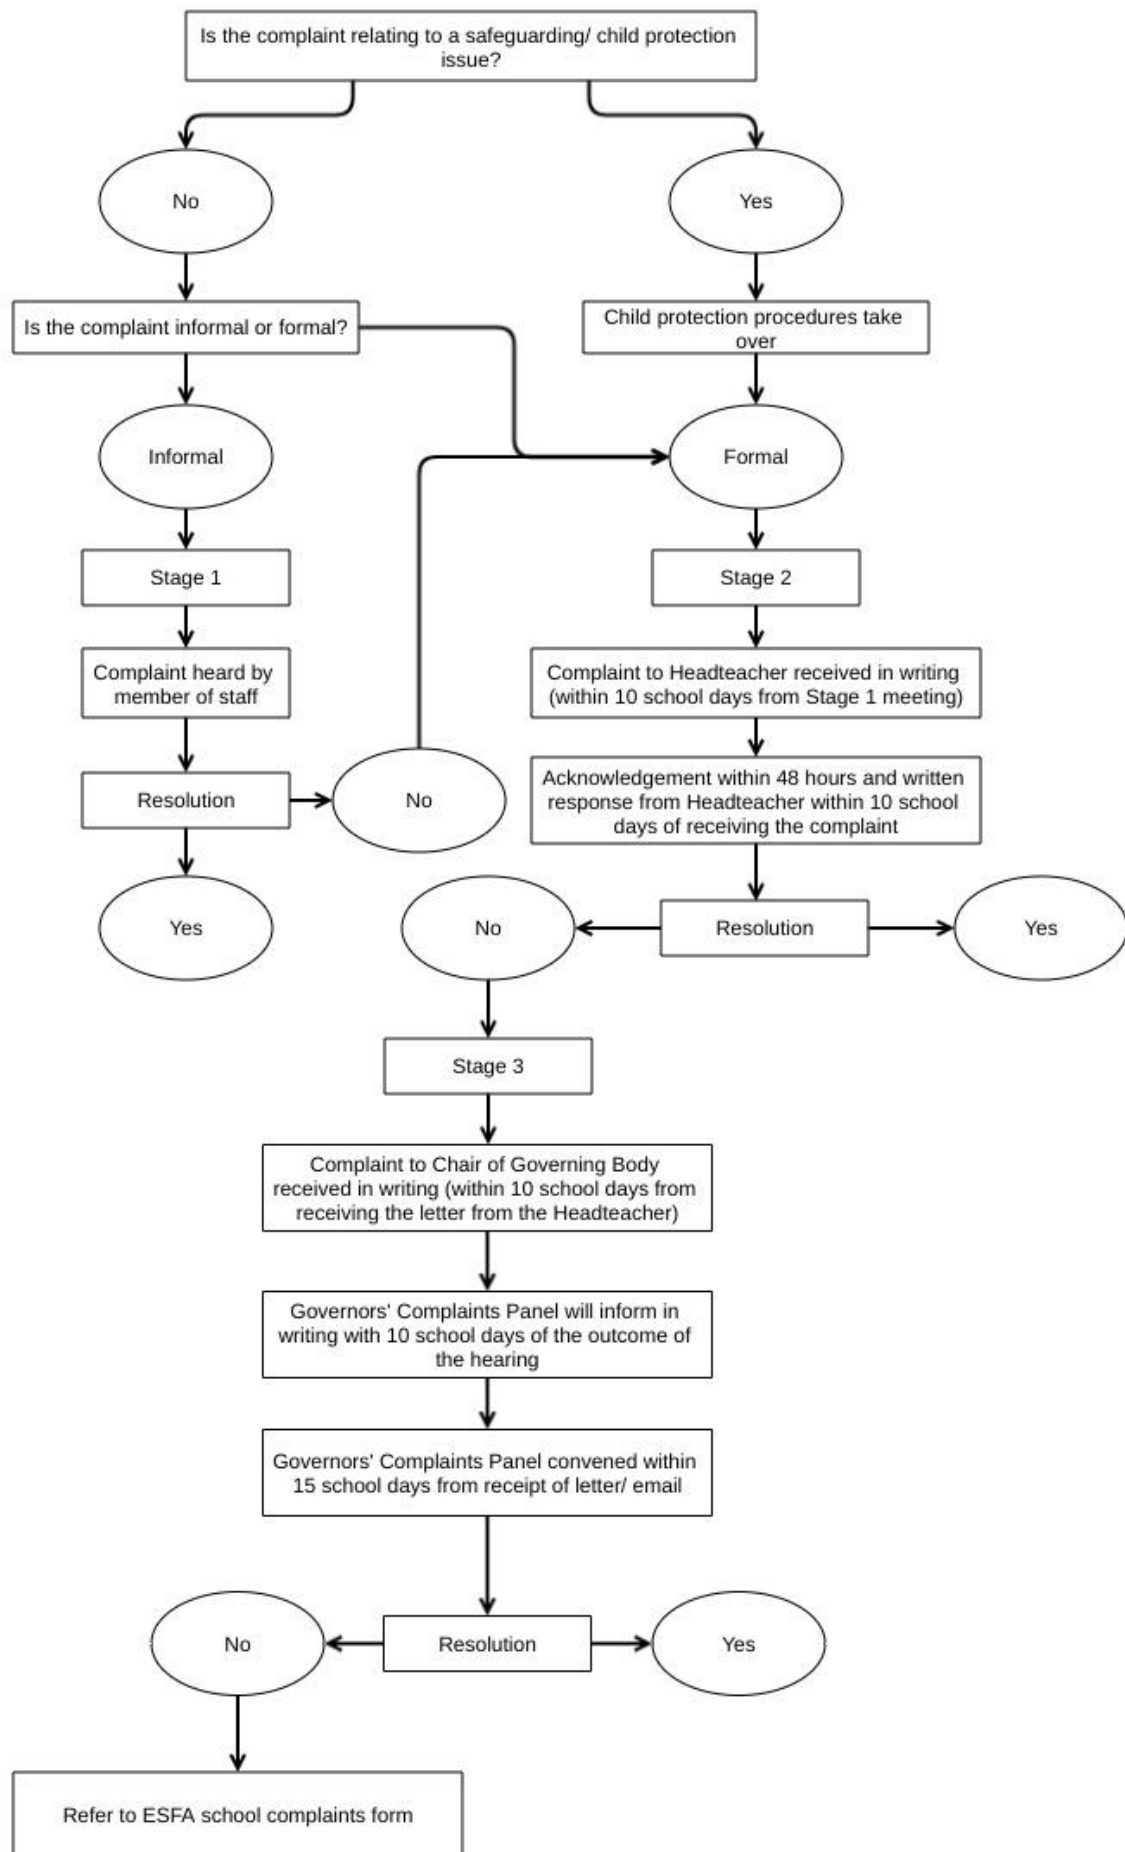 Is the complaint relating to a safeguarding/ child protection
issue?
No
Yes
Is the complaint informal or formal?
Child protection procedures take
over
Informal
Formal
Stage 1
Stage 2
Complaint heard by
member of staff
Complaint to Headteacher received in writing
(within 10 school days from Stage 1 meeting)
Resolution
No
Acknowledgement within 48 hours and written
response from Headteacher within 10 school
days of receiving the complaint
Yes
No
Resolution
Yes
Stage 3
Complaint to Chair of Governing Body
received in writing (within 10 school days from
receiving the letter from the Headteacher)
Governors' Complaints Panel will inform in
writing with 10 school days of the outcome of
the hearing
Governors' Complaints Panel convened within
15 school days from receipt of letter/ email
No
Resolution
Yes
Refer to ESFA school complaints form